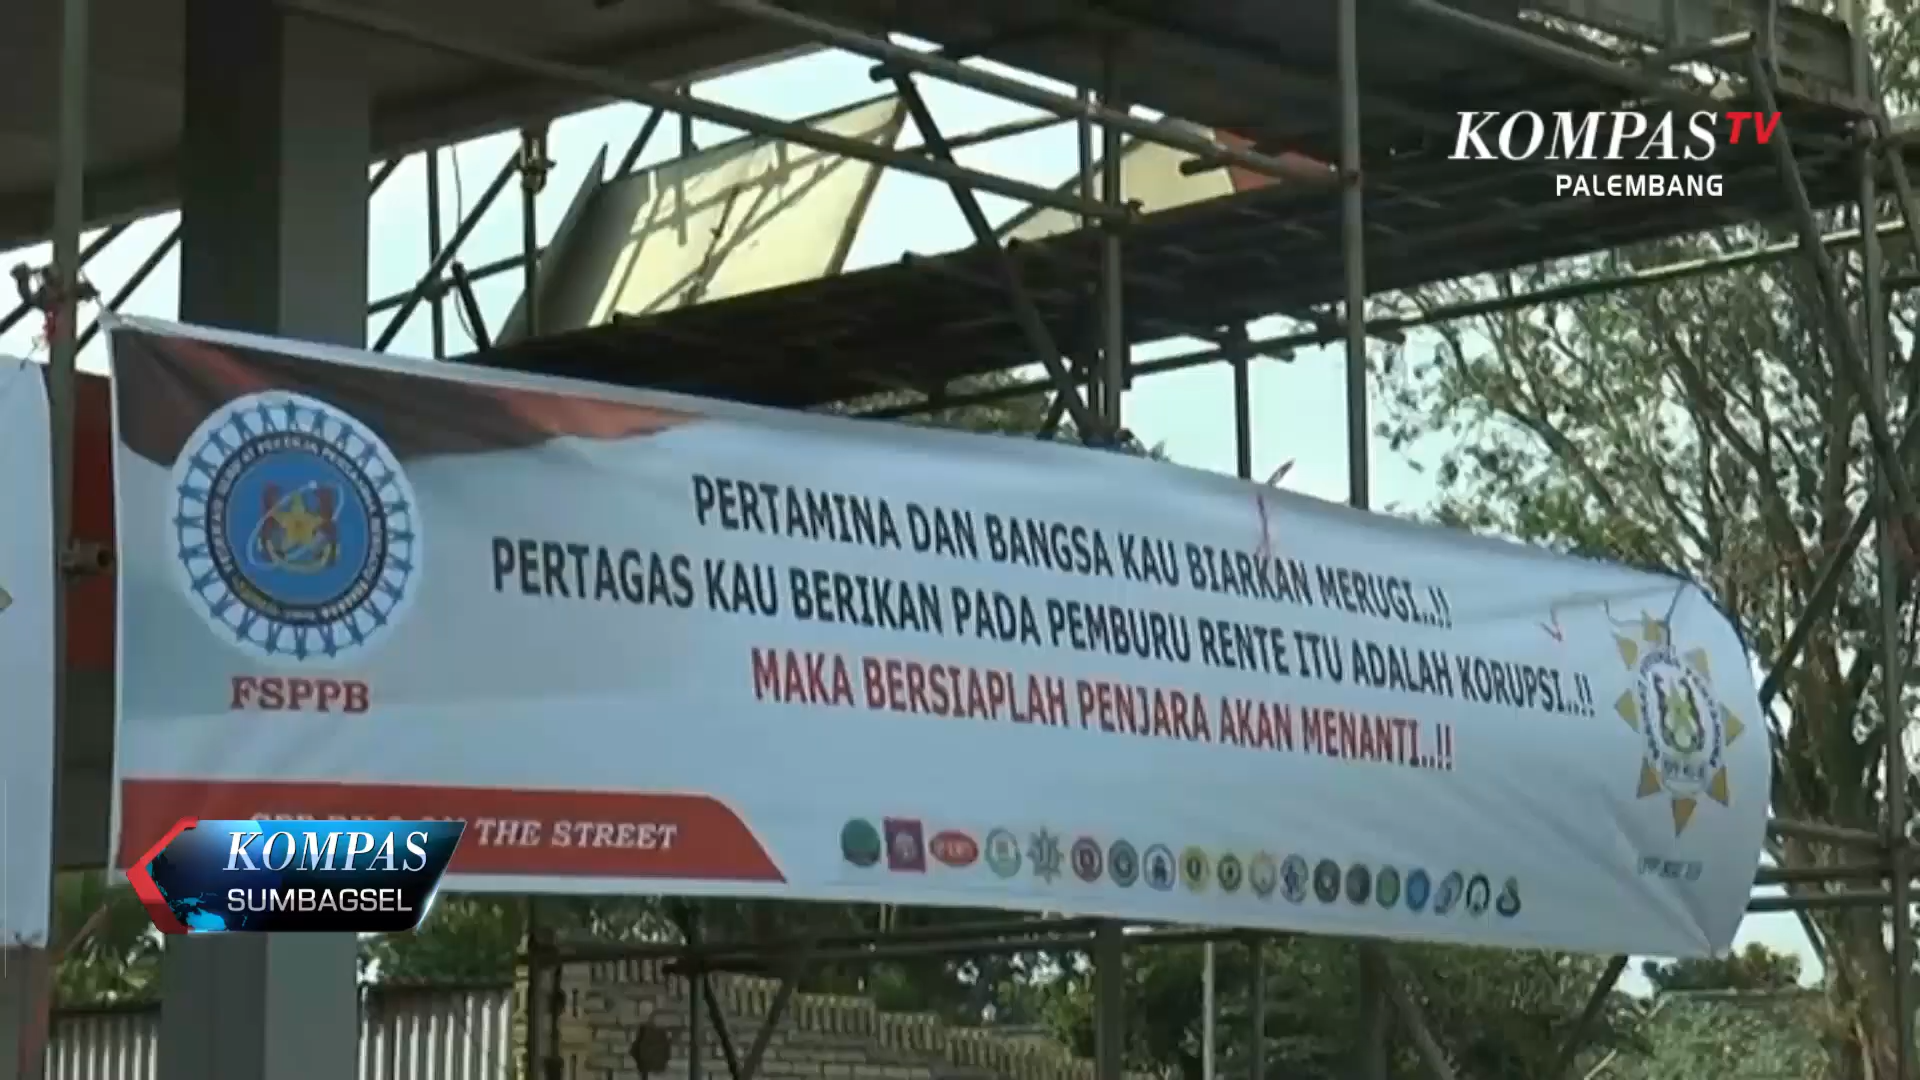 KOMPAS TV
PALEMBANG
PERTAMINA DAN BANGSA KAU BIARKAN MERUGI..!!
PERTAGAS KAU BERIKAN PADA PEMBURU RENTE ITU ADALAH KORUPSI..!!
MAKA BERSIAPLAH PENJARA AKAN MENANTI..!!
FSPPB
THE STREET
KOMPAS
SUMBAGSEL